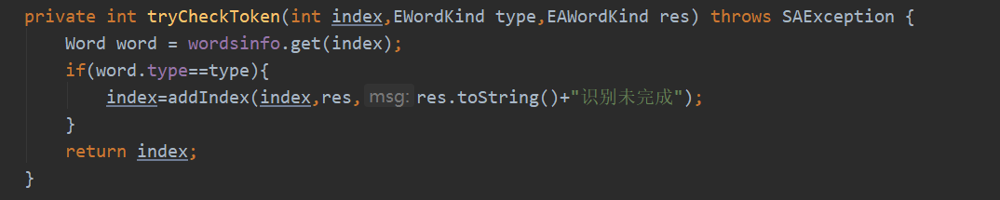 private int tryCheckToken(int index,EWordKind type,EAWordKind res) throws SAException {
    Word word = wordsinfo.get(index);
    if(word.type==type){
        index=addIndex(index,res, msg: res.toString()+"识别未完成");
    }
    return index;
}